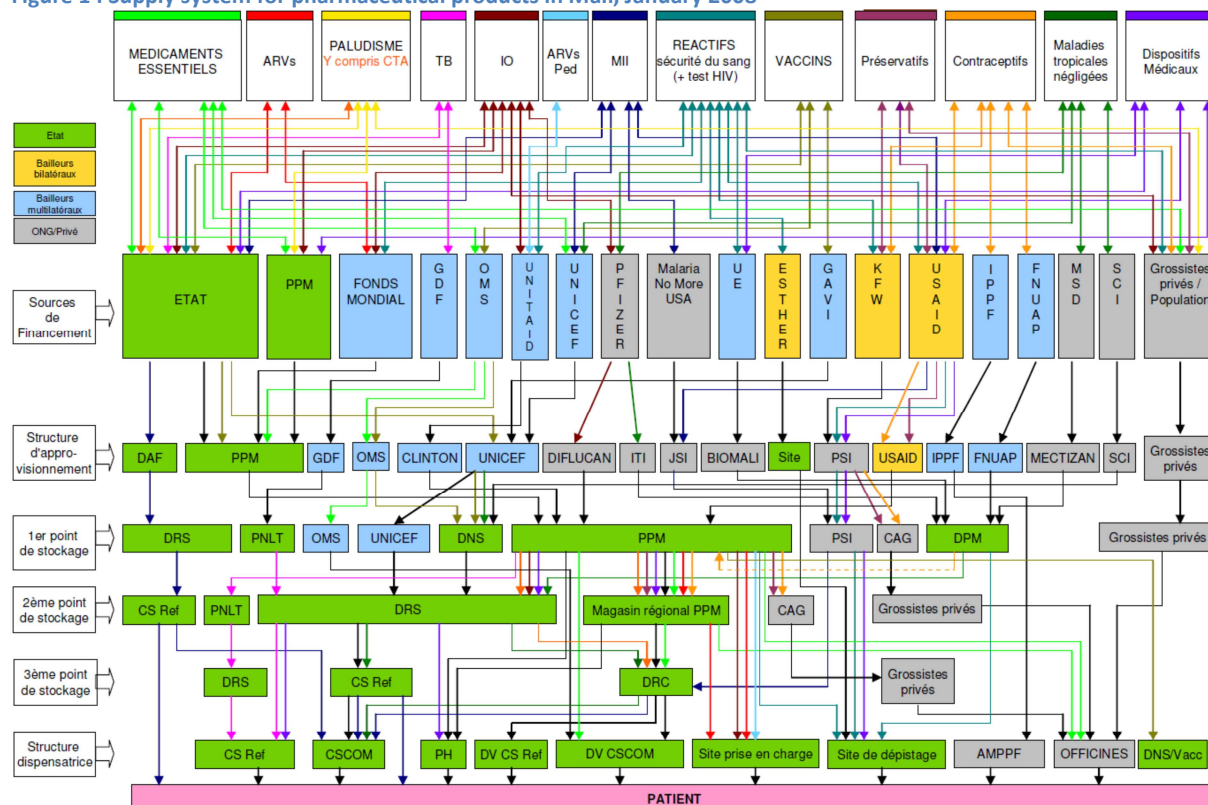 Figure 14 : Supply system for pharmaceutical products in Mali, January 2008
MEDICAMENTS
ESSENTIELS
ARVs
PALUDISME
Y compris CTA
TB
IO
ARVs
Ped
MII
REACTIFS
sécurité du sang
(+ test HIV)
VACCINS
Préservatifs
Contraceptifs
Maladies
tropicales
négligées
Dispositifs
Médicaux
Etat
Bailleurs
bilatéraux
Bailleurs
multilatéraux
ONG/Privé
Sources
de
Financement
ETAT
PPM
FONDS
MONDIAL
GDF
OMS
UNITAID
UNICEF
PFIZER
Malaria
No More
USA
UE
ESTHER
GAVI
KFW
USAID
IPPF
FNUAP
MSD
SCI
Grossistes
privés /
Population
Structure
d'appro-
visionnement
DAF
PPM
GDF
OMS
CLINTON
UNICEF
DIFLUCAN
ITI
JSI
BIOMALI
Site
PSI
USAID
IPPF
FNUAP
MECTIZAN
SCI
Grossistes
privés
1er point
de stockage
DRS
PNLT
OMS
UNICEF
DNS
PPM
PSI
CAG
DPM
Grossistes privés
2ème point
de stockage
CS Ref
PNLT
DRS
Magasin régional PPM
CAG
Grossistes privés
3ème point
de stockage
DRS
CS Ref
DRC
Grossistes
privés
Structure
dispensatrice
CS Ref
CSCOM
PH
DV CS Ref
DV CSCOM
Site prise en charge
Site de dépistage
AMPPF
OFFICINES
DNS/Vacc
PATIENT